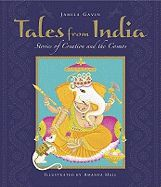 JAMILA GAVIN
Tales from India
Stories of Creation and the Cosmos
ILLUSTRATED BY AMANDA HALL